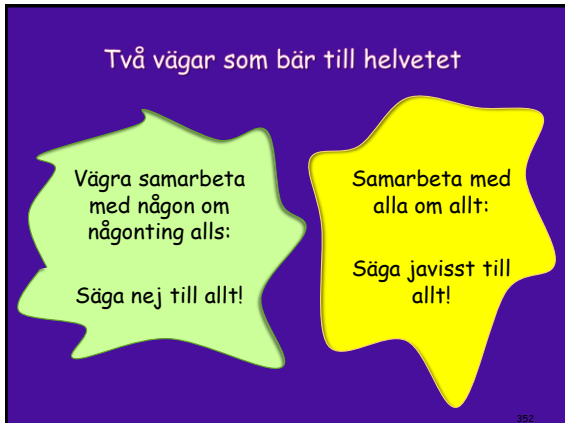 Två vägar som bär till helvetet
Vägra samarbeta
med någon om
någonting alls:
Säga nej till allt!
Samarbeta med
alla om allt:
Säga javisst till
allt!
352